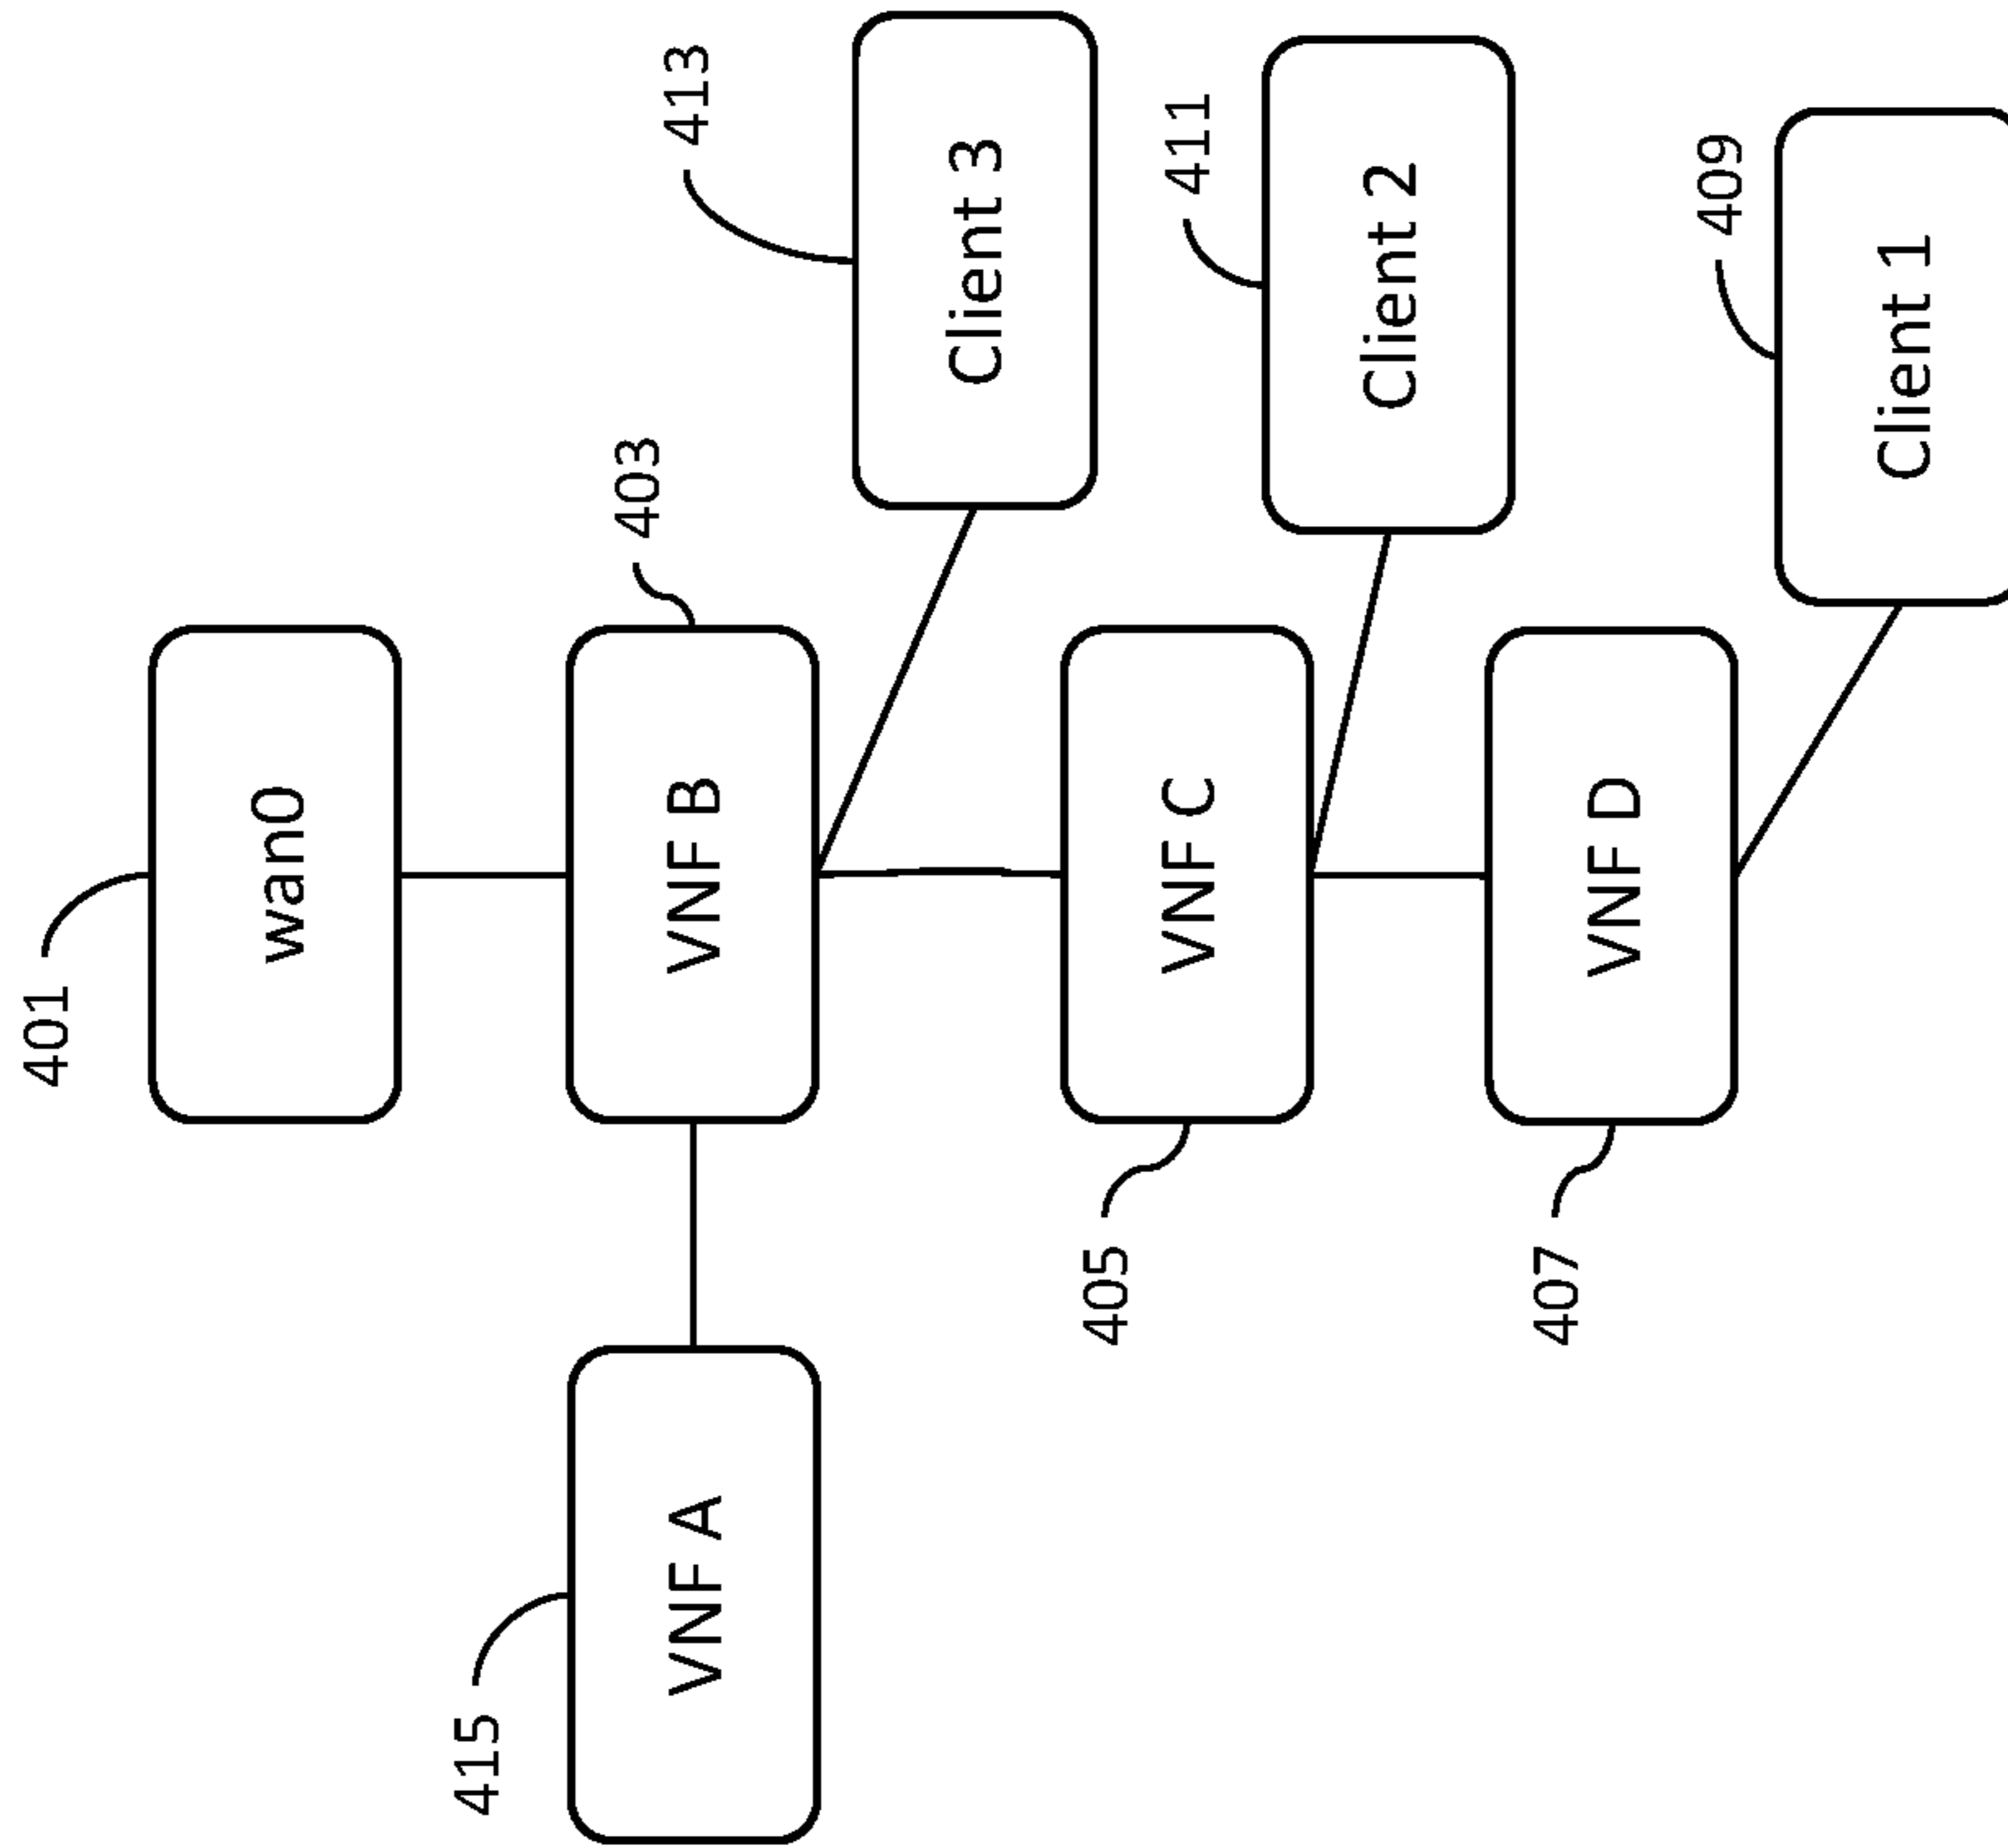 401
wan0
415
VNF A
403
VNF B
413
Client 3
405
VNF C
411
Client 2
407
VNF D
409
Client 1